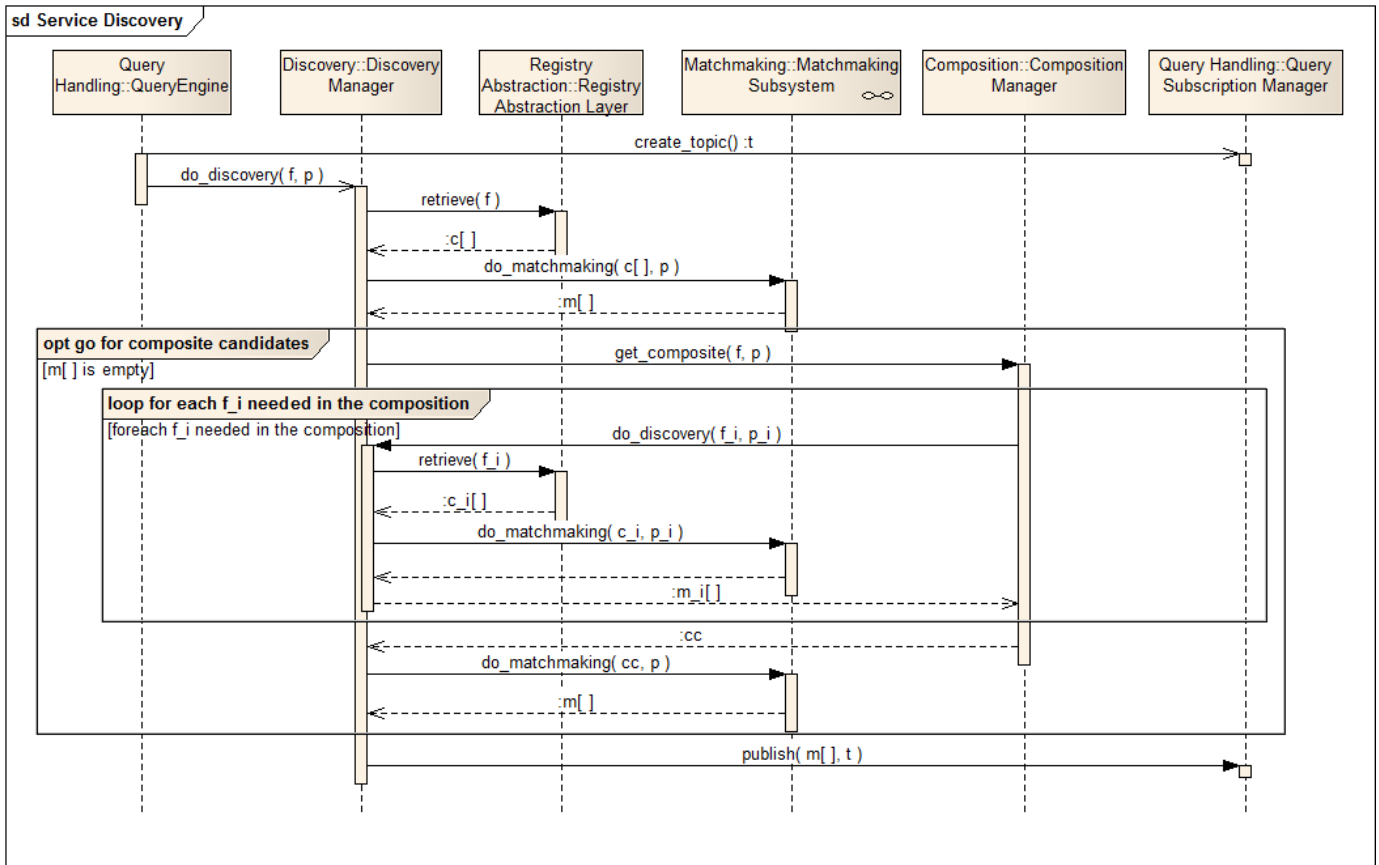 sd Service Discovery
Query
Handling::QueryEngine
Discovery::Discovery
Manager
Registry
Abstraction::Registry
Abstraction Layer
Matchmaking::Matchmaking
Subsystem
Composition::Composition
Manager
Query Handling::Query
Subscription Manager
create_topic() :t
do_discovery( f, p )
retrieve( f )
:c[ ]
do_matchmaking( c[ ], p )
:m[ ]
opt go for composite candidates
[m[ ] is empty]
get_composite( f, p )
loop for each f_i needed in the composition
[foreach f_i needed in the composition]
do_discovery( f_i, p_i )
retrieve( f_i )
:c_i[ ]
do_matchmaking( c_i, p_i )
:m_i[ ]
:cc
do_matchmaking( cc, p )
:m[ ]
publish( m[ ], t )